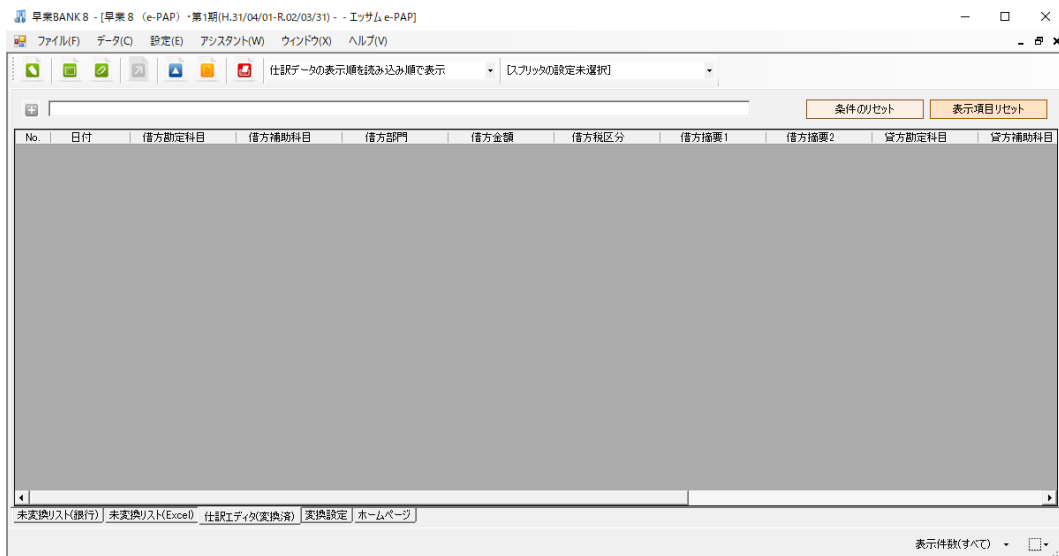 早業BANK 8 - [早業8 (e-PAP)・第1期(H.31/04/01-R.02/03/31) - - エッサム e-PAP]
ファイル(F) データ(C) 設定(E) アシスタント(W) ウィンドウ(X) ヘルプ(V)
仕訳データの表示順を読み込み順で表示 [スプリッタの設定未選択]
条件のリセット 表示項目リセット
No. 日付 借方勘定科目 借方補助科目 借方部門 借方金額 借方税区分 借方摘要1 借方摘要2 貸方勘定科目 貸方補助科目
未変換リスト(銀行) 未変換リスト(Excel) 仕訳エディタ(変換済) 変換設定 ホームページ
表示件数(すべて)